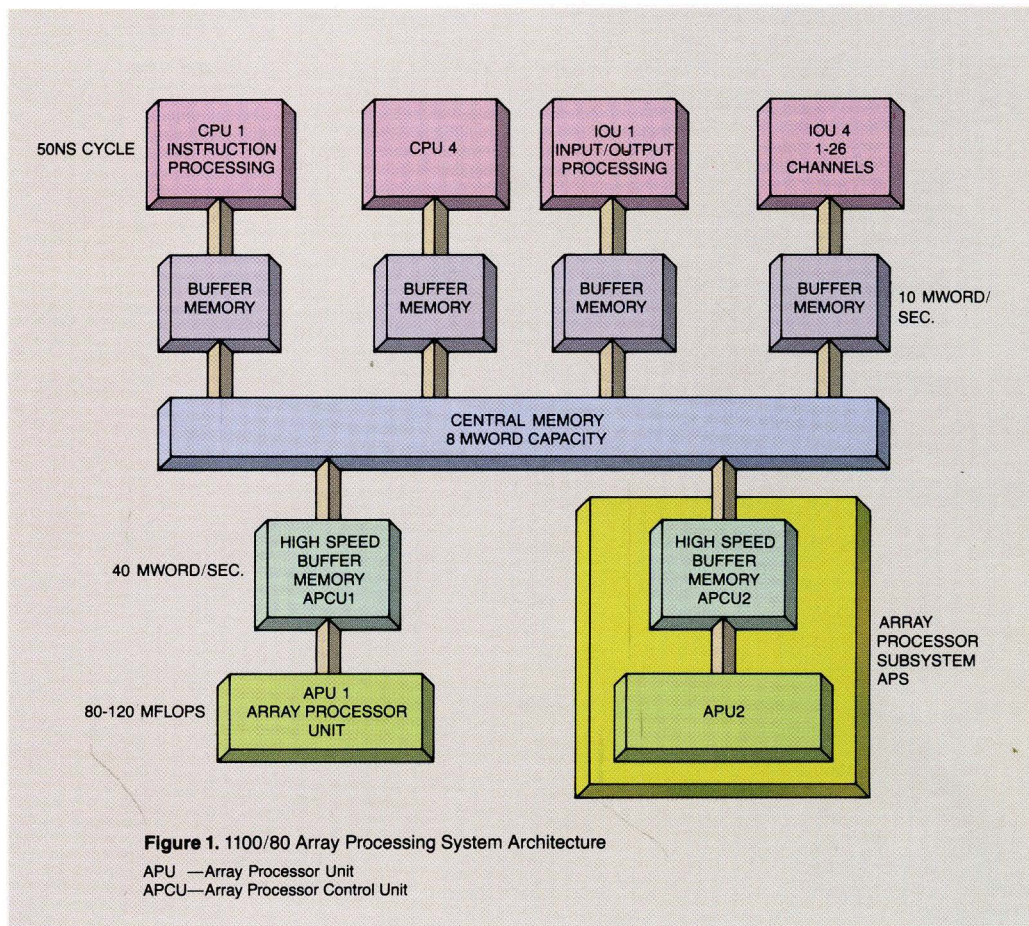 50NS CYCLE
CPU 1
INSTRUCTION
PROCESSING
CPU 4
IOU 1
INPUT/OUTPUT
PROCESSING
IOU 4
1-26
CHANNELS
BUFFER
MEMORY
BUFFER
MEMORY
BUFFER
MEMORY
BUFFER
MEMORY
10 MWORD/
SEC.
CENTRAL MEMORY
8 MWORD CAPACITY
40 MWORD/SEC.
HIGH SPEED
BUFFER
MEMORY
APCU1
HIGH SPEED
BUFFER
MEMORY
APCU2
ARRAY
PROCESSOR
SUBSYSTEM
APS
80-120 MFLOPS
APU 1
ARRAY PROCESSOR
UNIT
APU2
Figure 1. 1100/80 Array Processing System Architecture
APU —Array Processor Unit
APCU—Array Processor Control Unit